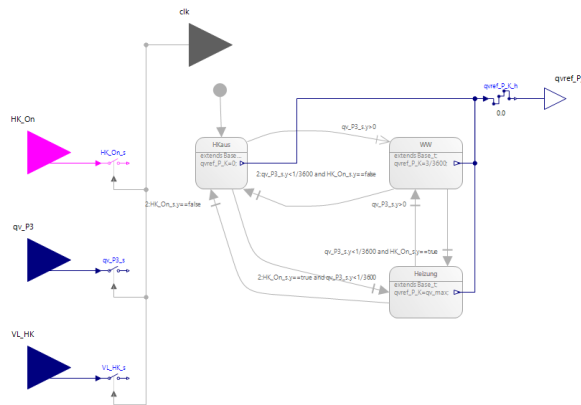 clk
qvref_P
qvref_P_K_h
0.0
HK_On
HK_On_s
qv_P3_s.y>0
HKaus
extends Base_...
qvref_P_K=0;
WW
extends Base_t;
qvref_P_K=3/3600;
2:qv_P3_s.y<1/3600 and HK_On_s.y==false
2:HK_On_s.y==false
qv_P3_s.y>0
qv_P3
qv_P3_s
qv_P3_s.y<1/3600 and HK_On_s.y==true
2:HK_On_s.y==true and qv_P3_s.y<1/3600
Heizung
extends Base_t;
qvref_P_K=qv_max;
VL_HK
VL_HK_s